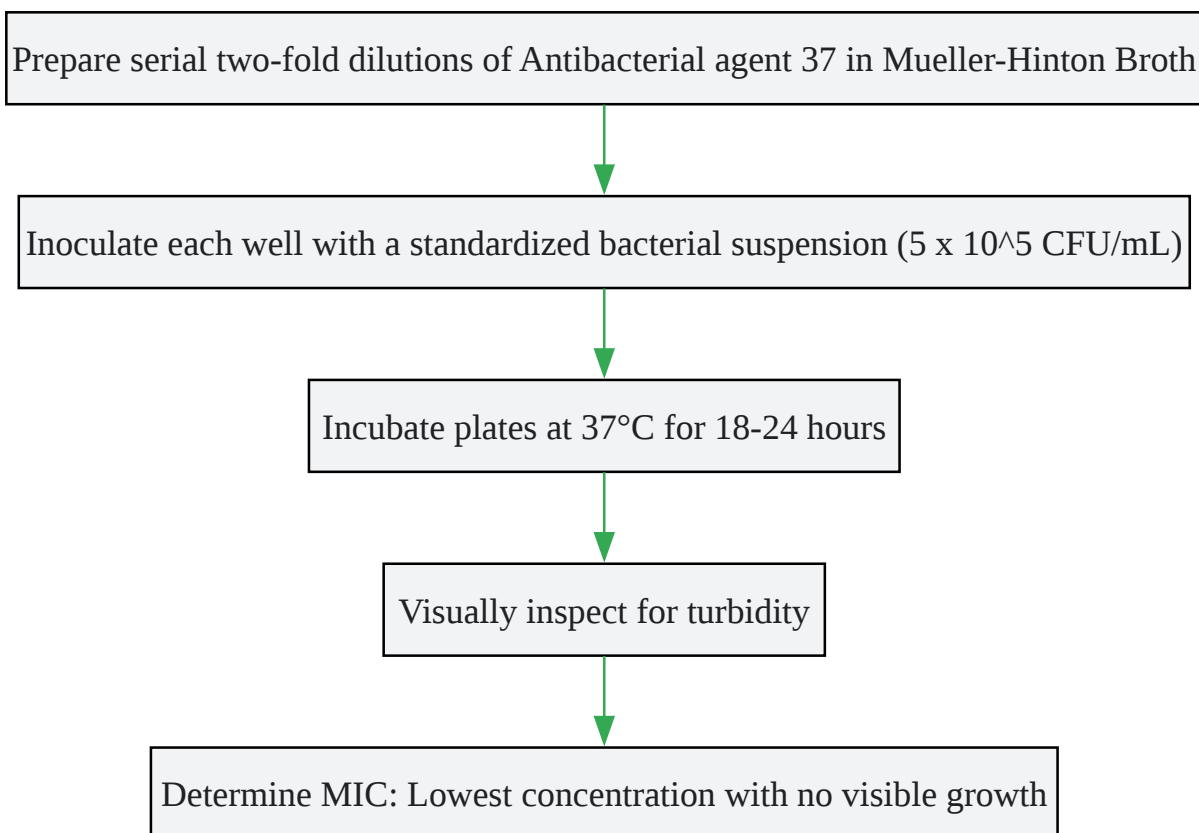 Prepare serial two-fold dilutions of Antibacterial agent 37 in Mueller-Hinton Broth
Inoculate each well with a standardized bacterial suspension (5 x 10^5 CFU/mL)
Incubate plates at 37°C for 18-24 hours
Visually inspect for turbidity
Determine MIC: Lowest concentration with no visible growth